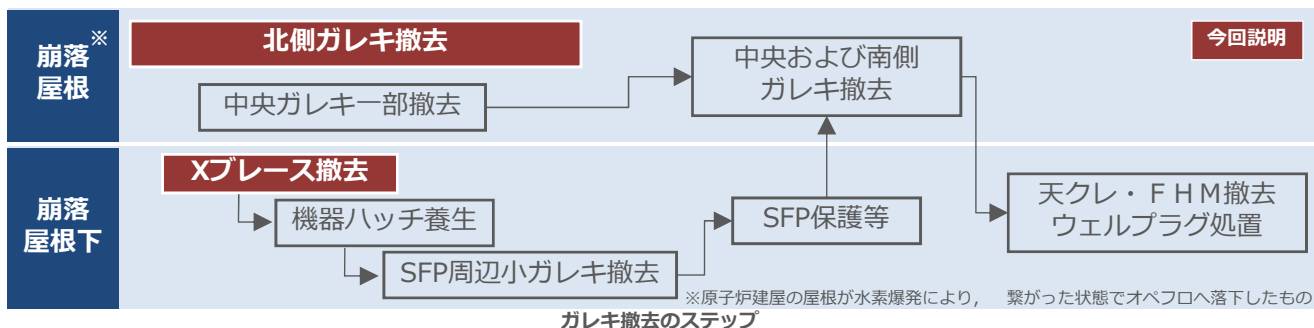 崩落※
屋根
北側ガレキ撤去
今回説明
中央ガレキ一部撤去
中央および南側
ガレキ撤去
崩落
屋根下
Xブレース撤去
機器ハッチ養生
SFP周辺小ガレキ撤去
SFP保護等
天クレ・ＦＨＭ撤去
ウェルプラグ処置
※原子炉建屋の屋根が水素爆発により,　繋がった状態でオペフロへ落下したもの
ガレキ撤去のステップ